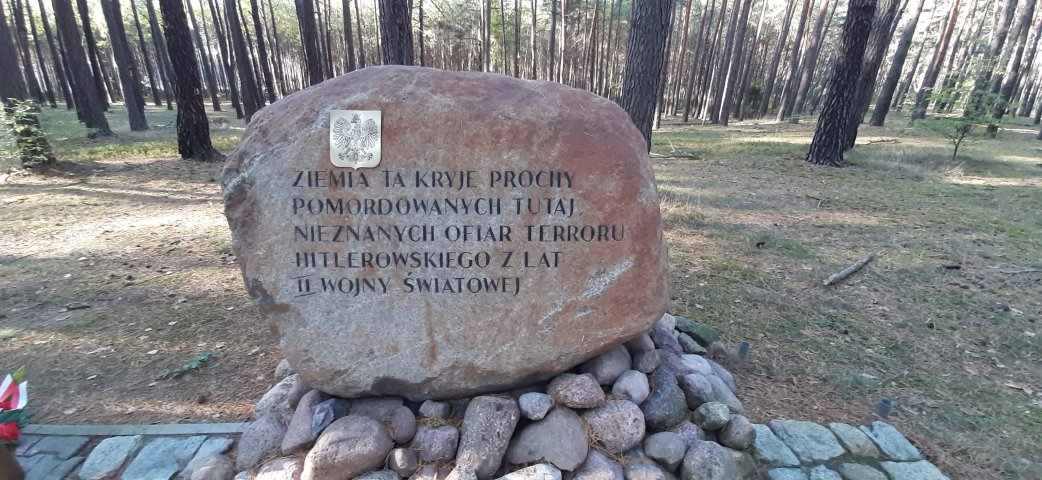 ZIEMIA TA KRYJE PROCHY
POMORDOWANYCH TUTAJ
NIEZNANYCH OFIAR TERRORU
HITLEROWSKIEGO Z LAT
II WOJNY ŚWIATOWEJ